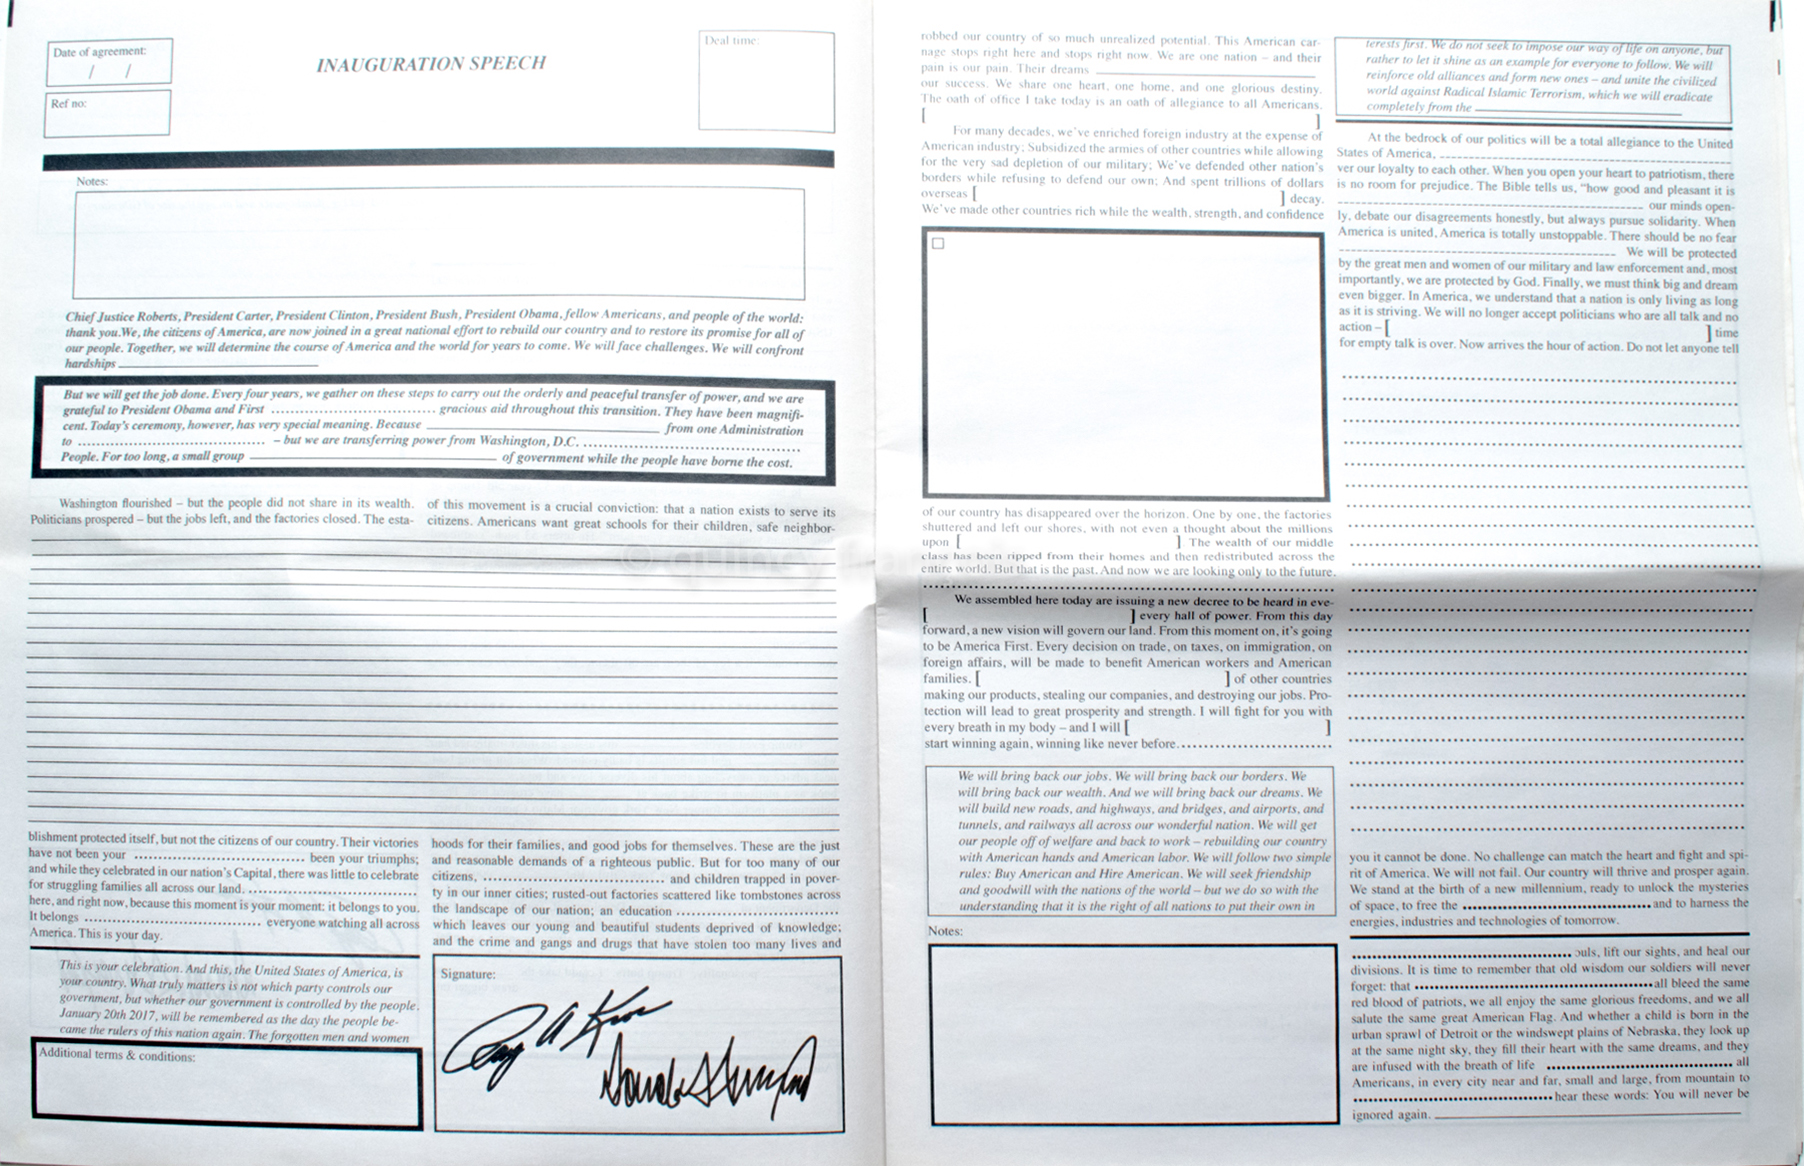 Date of agreement:
/ /
Ref no:
INAUGURATION SPEECH
Deal time:
Notes:
Chief Justice Roberts, President Carter, President Clinton, President Bush, President Obama, fellow Americans, and people of the world:
thank you.We, the citizens of America, are now joined in a great national effort to rebuild our country and to restore its promise for all of
our people. Together, we will determine the course of America and the world for years to come. We will face challenges. We will confront
hardships
But we will get the job done. Every four years, we gather on these steps to carry out the orderly and peaceful transfer of power, and we are
grateful to President Obama and First gracious aid throughout this transition. They have been magnifi-
cent. Today's ceremony, however, has very special meaning. Because from one Administration
to – but we are transferring power from Washington, D.C.
People. For too long, a small group of government while the people have borne the cost.
Washington flourished – but the people did not share in its wealth.
Politicians prospered – but the jobs left, and the factories closed. The esta-
blishment protected itself, but not the citizens of our country. Their victories
have not been your been your triumphs;
and while they celebrated in our nation's Capital, there was little to celebrate
for struggling families all across our land.
here, and right now, because this moment is your moment: it belongs to you.
It belongs everyone watching all across
America. This is your day.
This is your celebration. And this, the United States of America, is
your country. What truly matters is not which party controls our
government, but whether our government is controlled by the people.
January 20th 2017, will be remembered as the day the people be-
came the rulers of this nation again. The forgotten men and women
Additional terms & conditions:
of this movement is a crucial conviction: that a nation exists to serve its
citizens. Americans want great schools for their children, safe neighbor-
hoods for their families, and good jobs for themselves. These are the just
and reasonable demands of a righteous public. But for too many of our
citizens, and children trapped in pover-
ty in our inner cities; rusted-out factories scattered like tombstones across
the landscape of our nation; an education
which leaves our young and beautiful students deprived of knowledge;
and the crime and gangs and drugs that have stolen too many lives and
Signature:
robbed our country of so much unrealized potential. This American car-
nage stops right here and stops right now. We are one nation – and their
pain is our pain. Their dreams
our success. We share one heart, one home, and one glorious destiny.
The oath of office I take today is an oath of allegiance to all Americans.
[ ]
For many decades, we've enriched foreign industry at the expense of
American industry; Subsidized the armies of other countries while allowing
for the very sad depletion of our military; We've defended other nation's
borders while refusing to defend our own; And spent trillions of dollars
overseas [ ] decay.
We've made other countries rich while the wealth, strength, and confidence
of our country has disappeared over the horizon. One by one, the factories
shuttered and left our shores, with not even a thought about the millions
upon [ ] The wealth of our middle
class has been ripped from their homes and then redistributed across the
entire world. But that is the past. And now we are looking only to the future.
We assembled here today are issuing a new decree to be heard in eve-
[ ] every hall of power. From this day
forward, a new vision will govern our land. From this moment on, it's going
to be America First. Every decision on trade, on taxes, on immigration, on
foreign affairs, will be made to benefit American workers and American
families. [ ] of other countries
making our products, stealing our companies, and destroying our jobs. Pro-
tection will lead to great prosperity and strength. I will fight for you with
every breath in my body – and I will [ ]
start winning again, winning like never before.
We will bring back our jobs. We will bring back our borders. We
will bring back our wealth. And we will bring back our dreams. We
will build new roads, and highways, and bridges, and airports, and
tunnels, and railways all across our wonderful nation. We will get
our people off of welfare and back to work – rebuilding our country
with American hands and American labor. We will follow two simple
rules: Buy American and Hire American. We will seek friendship
and goodwill with the nations of the world – but we do so with the
understanding that it is the right of all nations to put their own in
Notes:
terests first. We do not seek to impose our way of life on anyone, but
rather to let it shine as an example for everyone to follow. We will
reinforce old alliances and form new ones – and unite the civilized
world against Radical Islamic Terrorism, which we will eradicate
completely from the
At the bedrock of our politics will be a total allegiance to the United
States of America,
ver our loyalty to each other. When you open your heart to patriotism, there
is no room for prejudice. The Bible tells us, “how good and pleasant it is
our minds open-
ly, debate our disagreements honestly, but always pursue solidarity. When
America is united, America is totally unstoppable. There should be no fear
We will be protected
by the great men and women of our military and law enforcement and, most
importantly, we are protected by God. Finally, we must think big and dream
even bigger. In America, we understand that a nation is only living as long
as it is striving. We will no longer accept politicians who are all talk and no
action – [ ] time
for empty talk is over. Now arrives the hour of action. Do not let anyone tell
you it cannot be done. No challenge can match the heart and fight and spi-
rit of America. We will not fail. Our country will thrive and prosper again.
We stand at the birth of a new millennium, ready to unlock the mysteries
of space, to free the and to harness the
energies, industries and technologies of tomorrow.
ouls, lift our sights, and heal our
divisions. It is time to remember that old wisdom our soldiers will never
forget: that all bleed the same
red blood of patriots, we all enjoy the same glorious freedoms, and we all
salute the same great American Flag. And whether a child is born in the
urban sprawl of Detroit or the windswept plains of Nebraska, they look up
at the same night sky, they fill their heart with the same dreams, and they
are infused with the breath of life all
Americans, in every city near and far, small and large, from mountain to
hear these words: You will never be
ignored again.